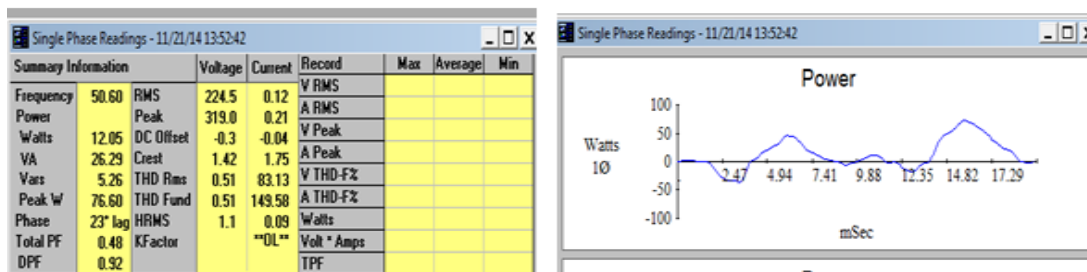 Single Phase Readings - 11/21/14 13:52:42
Summary Information Voltage Current Record Max Average Min
Frequency 50.60 RMS 224.5 0.12 V RMS
Power Peak 319.0 0.21 A RMS
Watts 12.05 DC Offset -0.3 -0.04 V Peak
VA 26.29 Crest 1.42 1.75 A Peak
Vars 5.26 THD Rms 0.51 83.13 V THD-F%
Peak W 76.60 THD Fund 0.51 149.58 A THD-F%
Phase 23° lag HRMS 1.1 0.09 Watts
Total PF 0.48 KFactor **OL** Volt * Amps
DPF 0.92 TPF
Single Phase Readings - 11/21/14 13:52:42
Power
100
50
Watts
1Ø
0
-50
-100
2.47 4.94 7.41 9.88 12.35 14.82 17.29
mSec